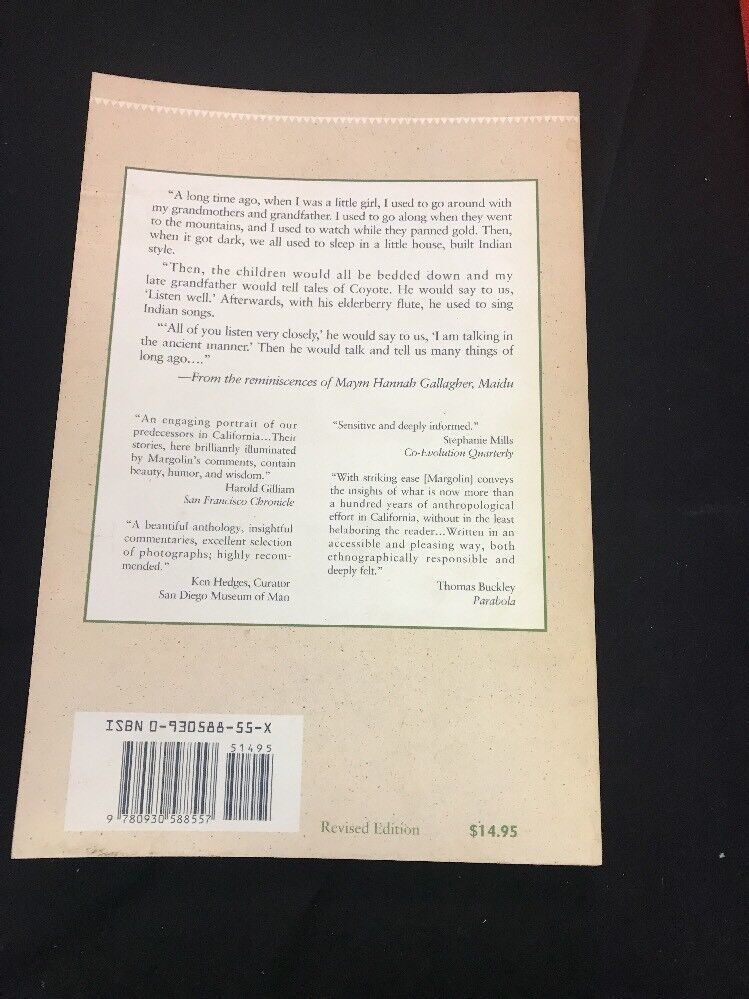 “A long time ago, when I was a little girl, I used to go around with
my grandmothers and grandfather. I used to go along when they went
to the mountains, and I used to watch while they panned gold. Then,
when it got dark, we all used to sleep in a little house, built Indian
style.
“Then, the children would all be bedded down and my
late grandfather would tell tales of Coyote. He would say to us,
‘Listen well.’ Afterwards, with his elderberry flute, he used to sing
Indian songs.
“‘All of you listen very closely,’ he would say to us, ‘I am talking in
the ancient manner.’ Then he would talk and tell us many things of
long ago....”
—From the reminiscences of Maym Hannah Gallagher, Maidu
“An engaging portrait of our
predecessors in California...Their
stories, here brilliantly illuminated
by Margolin’s comments, contain
beauty, humor, and wisdom.”
Harold Gilliam
San Francisco Chronicle
“A beautiful anthology, insightful
commentaries, excellent selection
of photographs; highly recom-
mended.”
Ken Hedges, Curator
San Diego Museum of Man
“Sensitive and deeply informed.”
Stephanie Mills
Co-Evolution Quarterly
“With striking ease [Margolin] conveys
the insights of what is now more than
a hundred years of anthropological
effort in California, without in the least
belaboring the reader...Written in an
accessible and pleasing way, both
ethnographically responsible and
deeply felt.”
Thomas Buckley
Parabola
ISBN 0-930588-55-X
51495
9 780930 588557
Revised Edition
$14.95